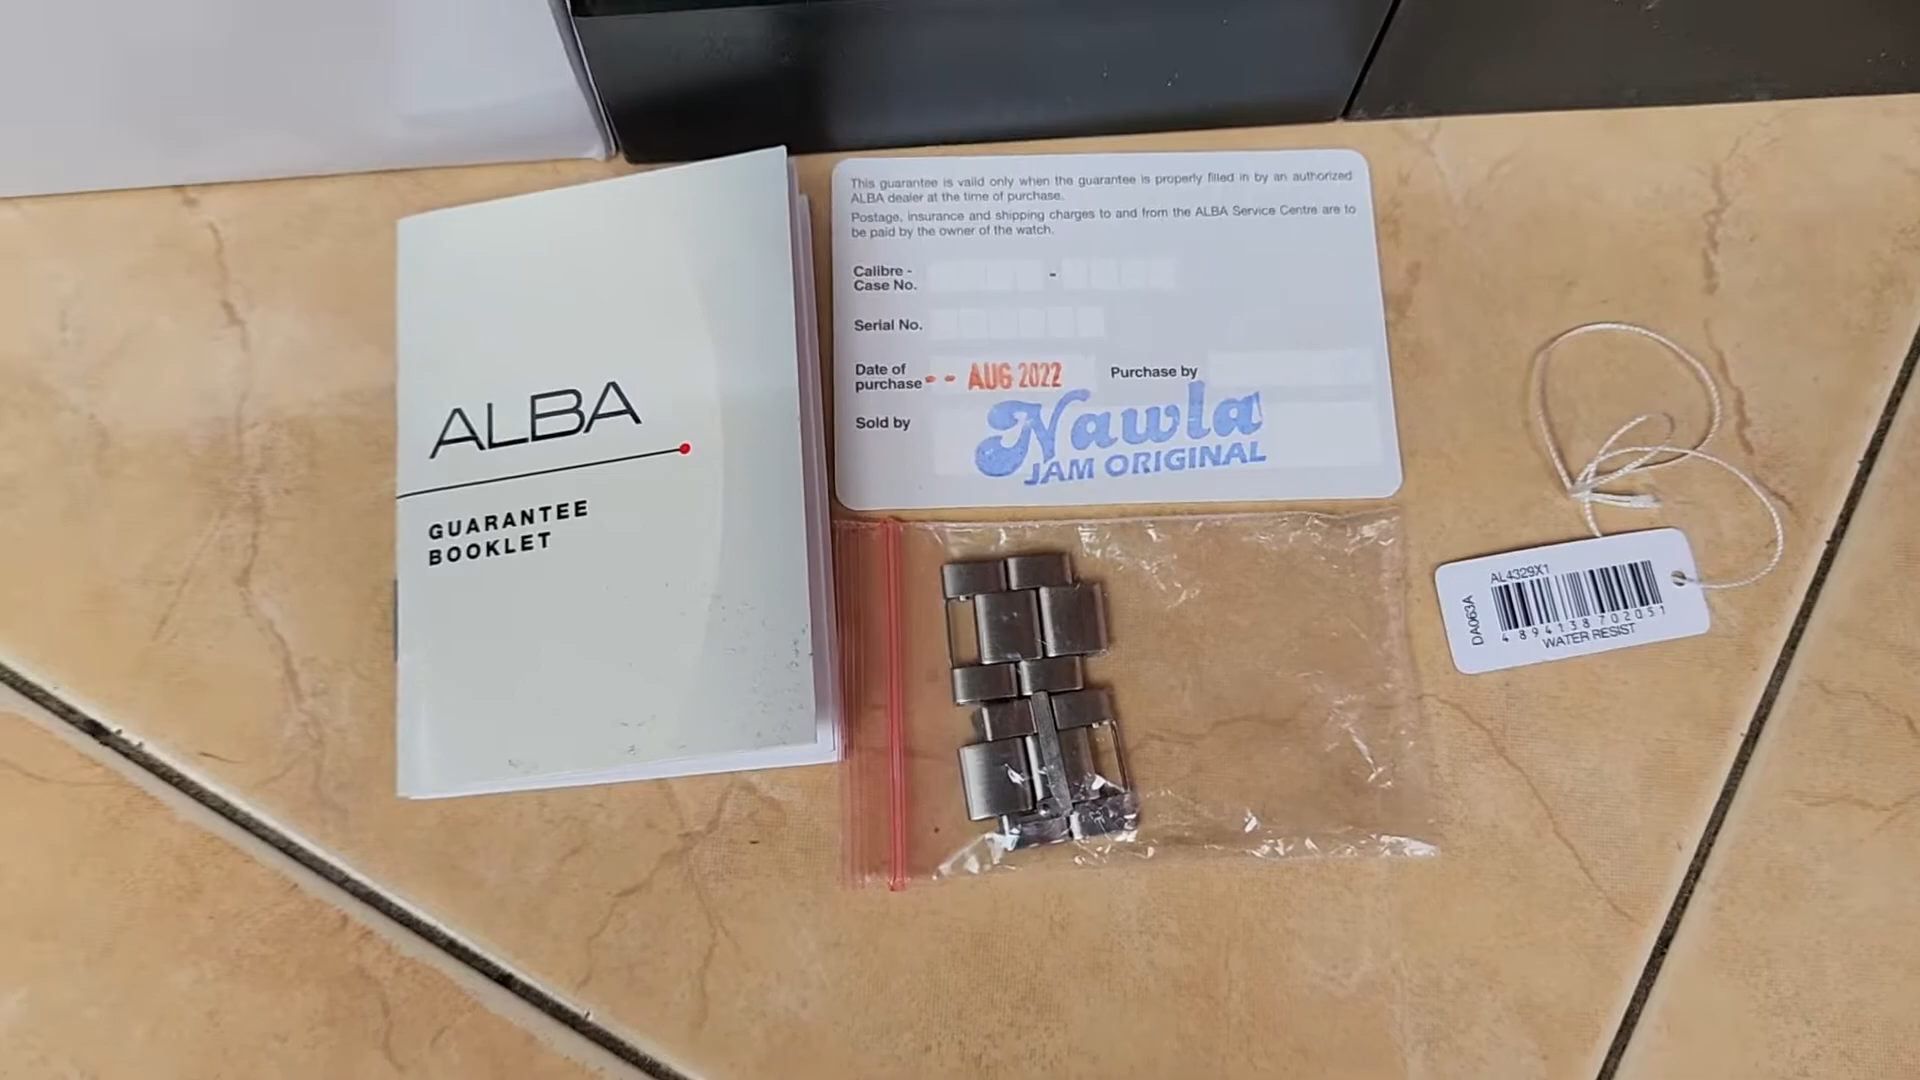 ALBA
GUARANTEE
BOOKLET
This guarantee is vaild only when the guarantee is properly filled in by an authorized
ALBA dealer at the time of purchase.
Postage, insurance and shipping charges to and from the ALBA Service Centre are to
be paid by the owner of the watch.
Calibre -
Case No.
-
Serial No.
Date of
purchase - - AUG 2022
Purchase by
Sold by
Nawla
JAM ORIGINAL
AL4329X1
DA063A
4894138702051
WATER RESIST